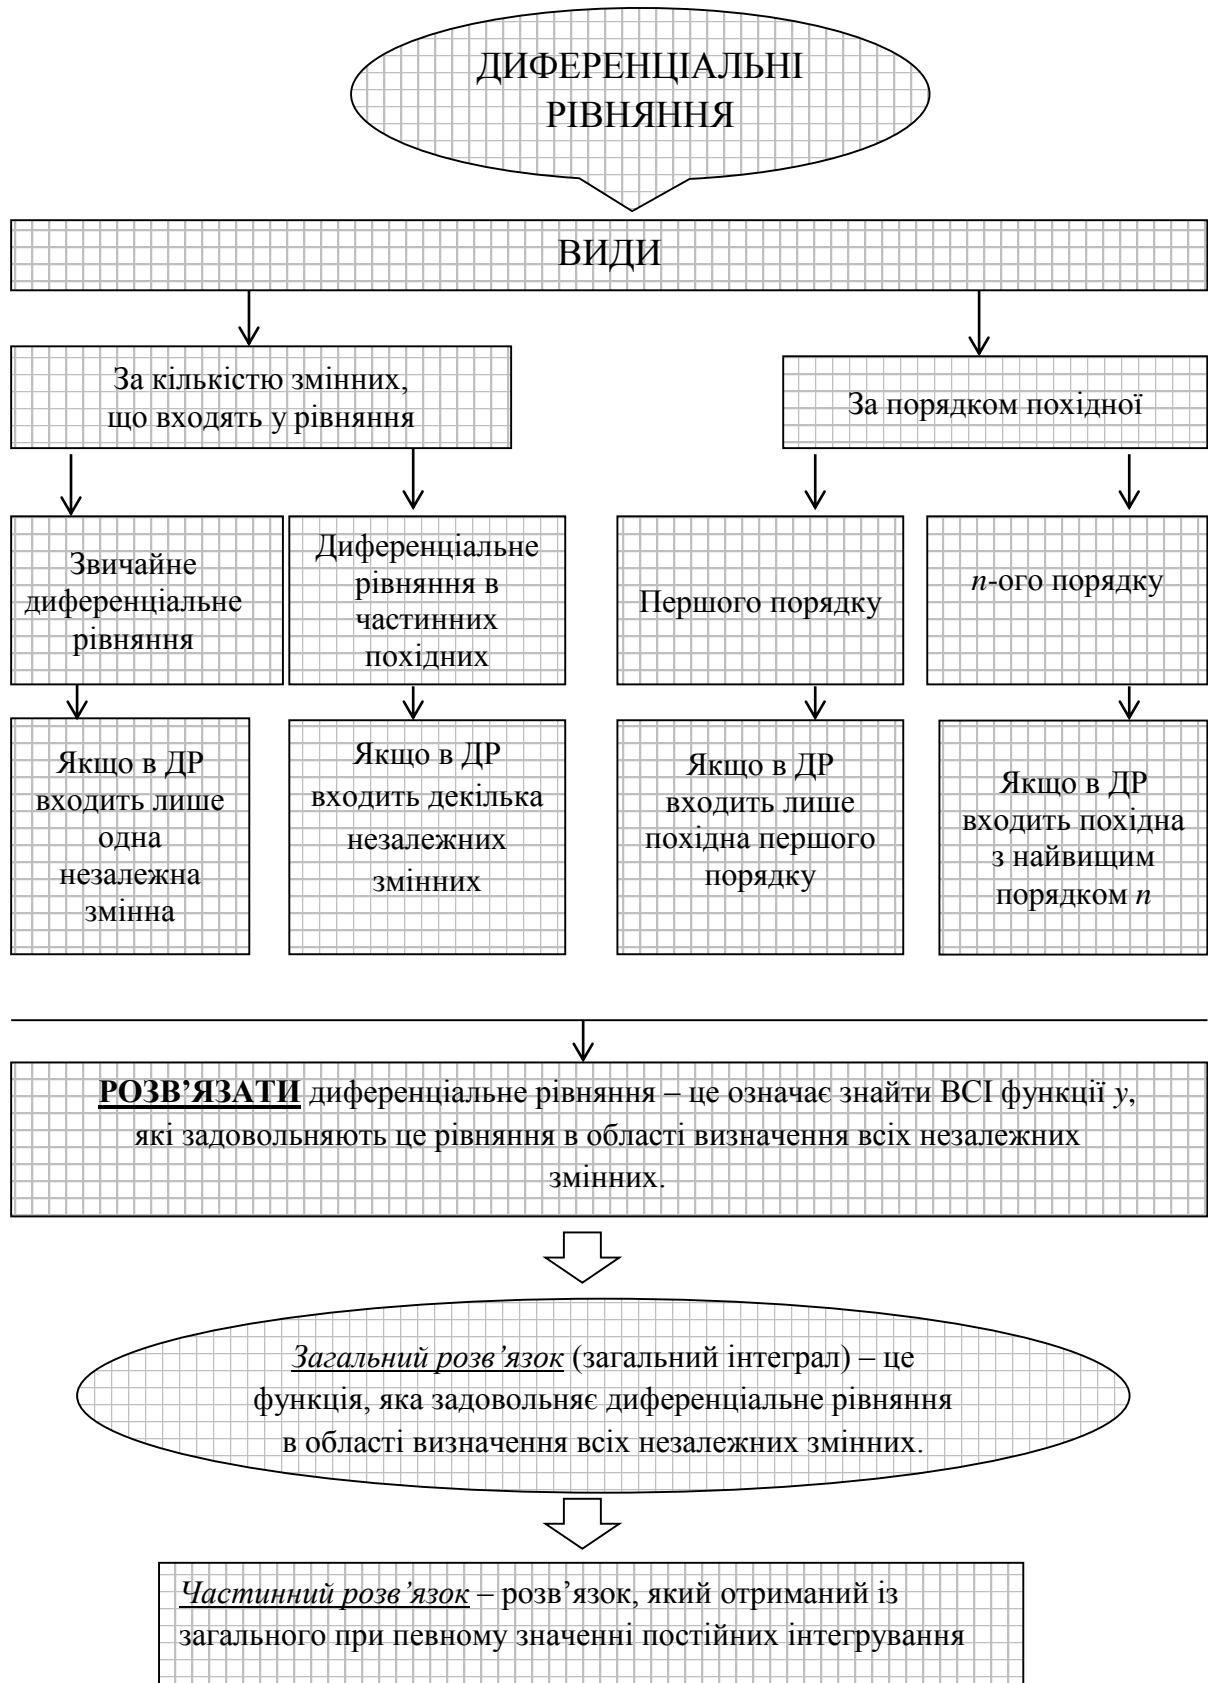 ДИФЕРЕНЦІАЛЬНІ
РІВНЯННЯ
ВИДИ
За кількістю змінних,
що входять у рівняння
За порядком похідної
Звичайне
диференціальне
рівняння
Диференціальне
рівняння в
частинних
похідних
Першого порядку
n-ого порядку
Якщо в ДР
входить лише
одна
незалежна
змінна
Якщо в ДР
входить декілька
незалежних
змінних
Якщо в ДР
входить лише
похідна першого
порядку
Якщо в ДР
входить похідна
з найвищим
порядком n
РОЗВ’ЯЗАТИ диференціальне рівняння – це означає знайти ВСІ функції y,
які задовольняють це рівняння в області визначення всіх незалежних
змінних.
Загальний розв’язок (загальний інтеграл) – це
функція, яка задовольняє диференціальне рівняння
в області визначення всіх незалежних змінних.
Частинний розв’язок – розв’язок, який отриманий із
загального при певному значенні постійних інтегрування